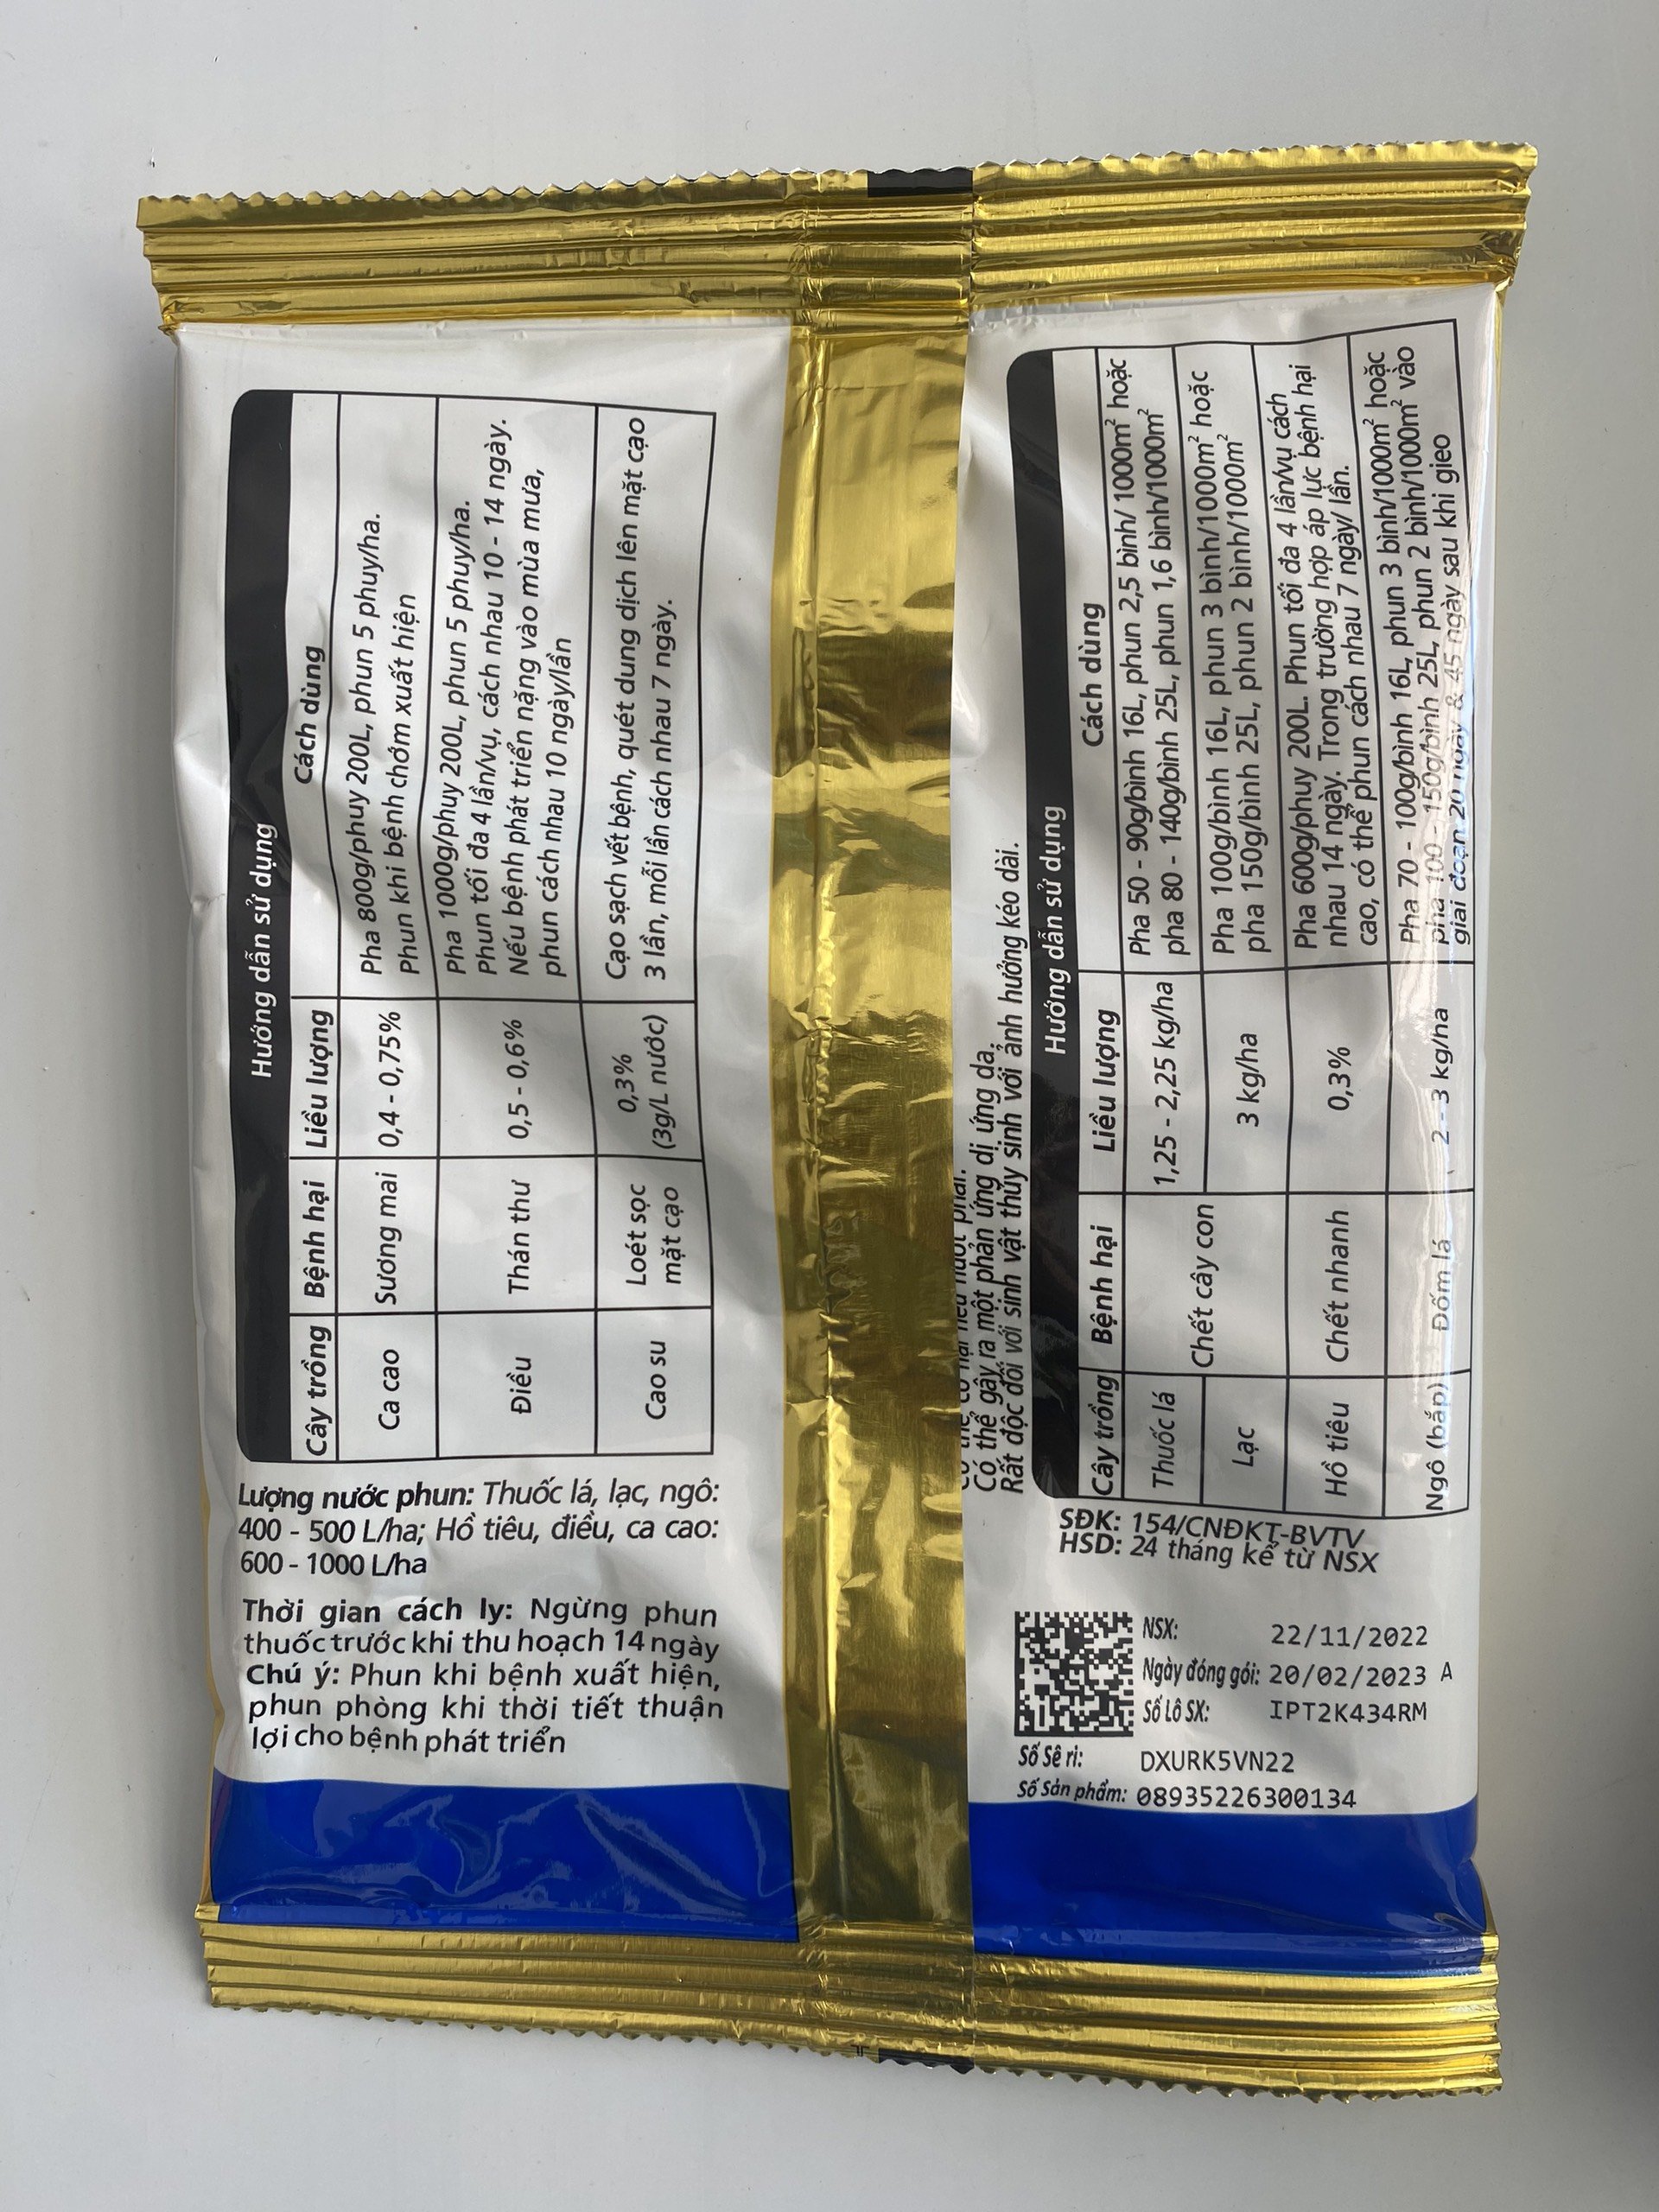 Hướng dẫn sử dụng
Cây trồng Bệnh hại Liều lượng Cách dùng
Ca cao Sương mai 0,4 - 0,75% Pha 800g/phuy 200L, phun 5 phuy/ha.
Phun khi bệnh chớm xuất hiện
Điều Thán thư 0,5 - 0,6% Pha 1000g/phuy 200L, phun 5 phuy/ha.
Phun tối đa 4 lần/vụ, cách nhau 10 - 14 ngày.
Nếu bệnh phát triển nặng vào mùa mưa,
phun cách nhau 10 ngày/lần
Cao su Loét sọc mặt cạo 0,3% (3g/L nước) Cạo sạch vết bệnh, quét dung dịch lên mặt cạo
3 lần, mỗi lần cách nhau 7 ngày.
Lượng nước phun: Thuốc lá, lạc, ngô:
400 - 500 L/ha; Hồ tiêu, điều, ca cao:
600 - 1000 L/ha
Thời gian cách ly: Ngừng phun
thuốc trước khi thu hoạch 14 ngày
Chú ý: Phun khi bệnh xuất hiện,
phun phòng khi thời tiết thuận
lợi cho bệnh phát triển
Có thể gây ra một phản ứng dị ứng da.
Rất độc đối với sinh vật thủy sinh với ảnh hưởng kéo dài.
Hướng dẫn sử dụng
Cây trồng Bệnh hại Liều lượng Cách dùng
Thuốc lá Chết cây con 1,25 - 2,25 kg/ha Pha 50 - 90g/bình 16L, phun 2,5 bình/ 1000m² hoặc
pha 80 - 140g/bình 25L, phun 1,6 bình/1000m²
Lạc 3 kg/ha Pha 100g/bình 16L, phun 3 bình/1000m² hoặc
pha 150g/bình 25L, phun 2 bình/1000m²
Hồ tiêu Chết nhanh 0,3% Pha 600g/phuy 200L. Phun tối đa 4 lần/vụ cách
nhau 14 ngày. Trong trường hợp áp lực bệnh hại
cao, có thể phun cách nhau 7 ngày/ lần.
Ngô (bắp) Đốm lá 2 - 3 kg/ha Pha 70 - 100g/bình 16L, phun 3 bình/1000m² hoặc
pha 100 - 150g/bình 25L, phun 2 bình/1000m² vào
giai đoạn 20 ngày & 45 ngày sau khi gieo
SĐK: 154/CNĐKT-BVTV
HSD: 24 tháng kể từ NSX
NSX: 22/11/2022
Ngày đóng gói: 20/02/2023 A
Số Lô SX: IPT2K434RM
Số Sê ri: DXURK5VN22
Số Sản phẩm: 08935226300134